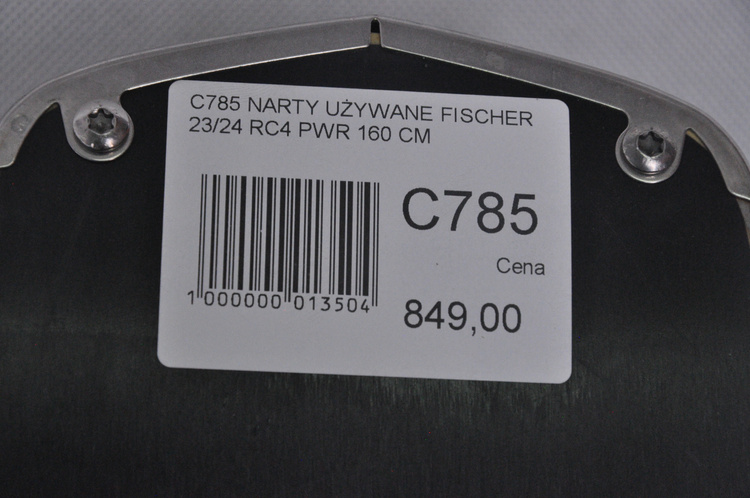 C785 NARTY UŻYWANE FISCHER
23/24 RC4 PWR 160 CM
C785
Cena
849,00
1 000000 013504